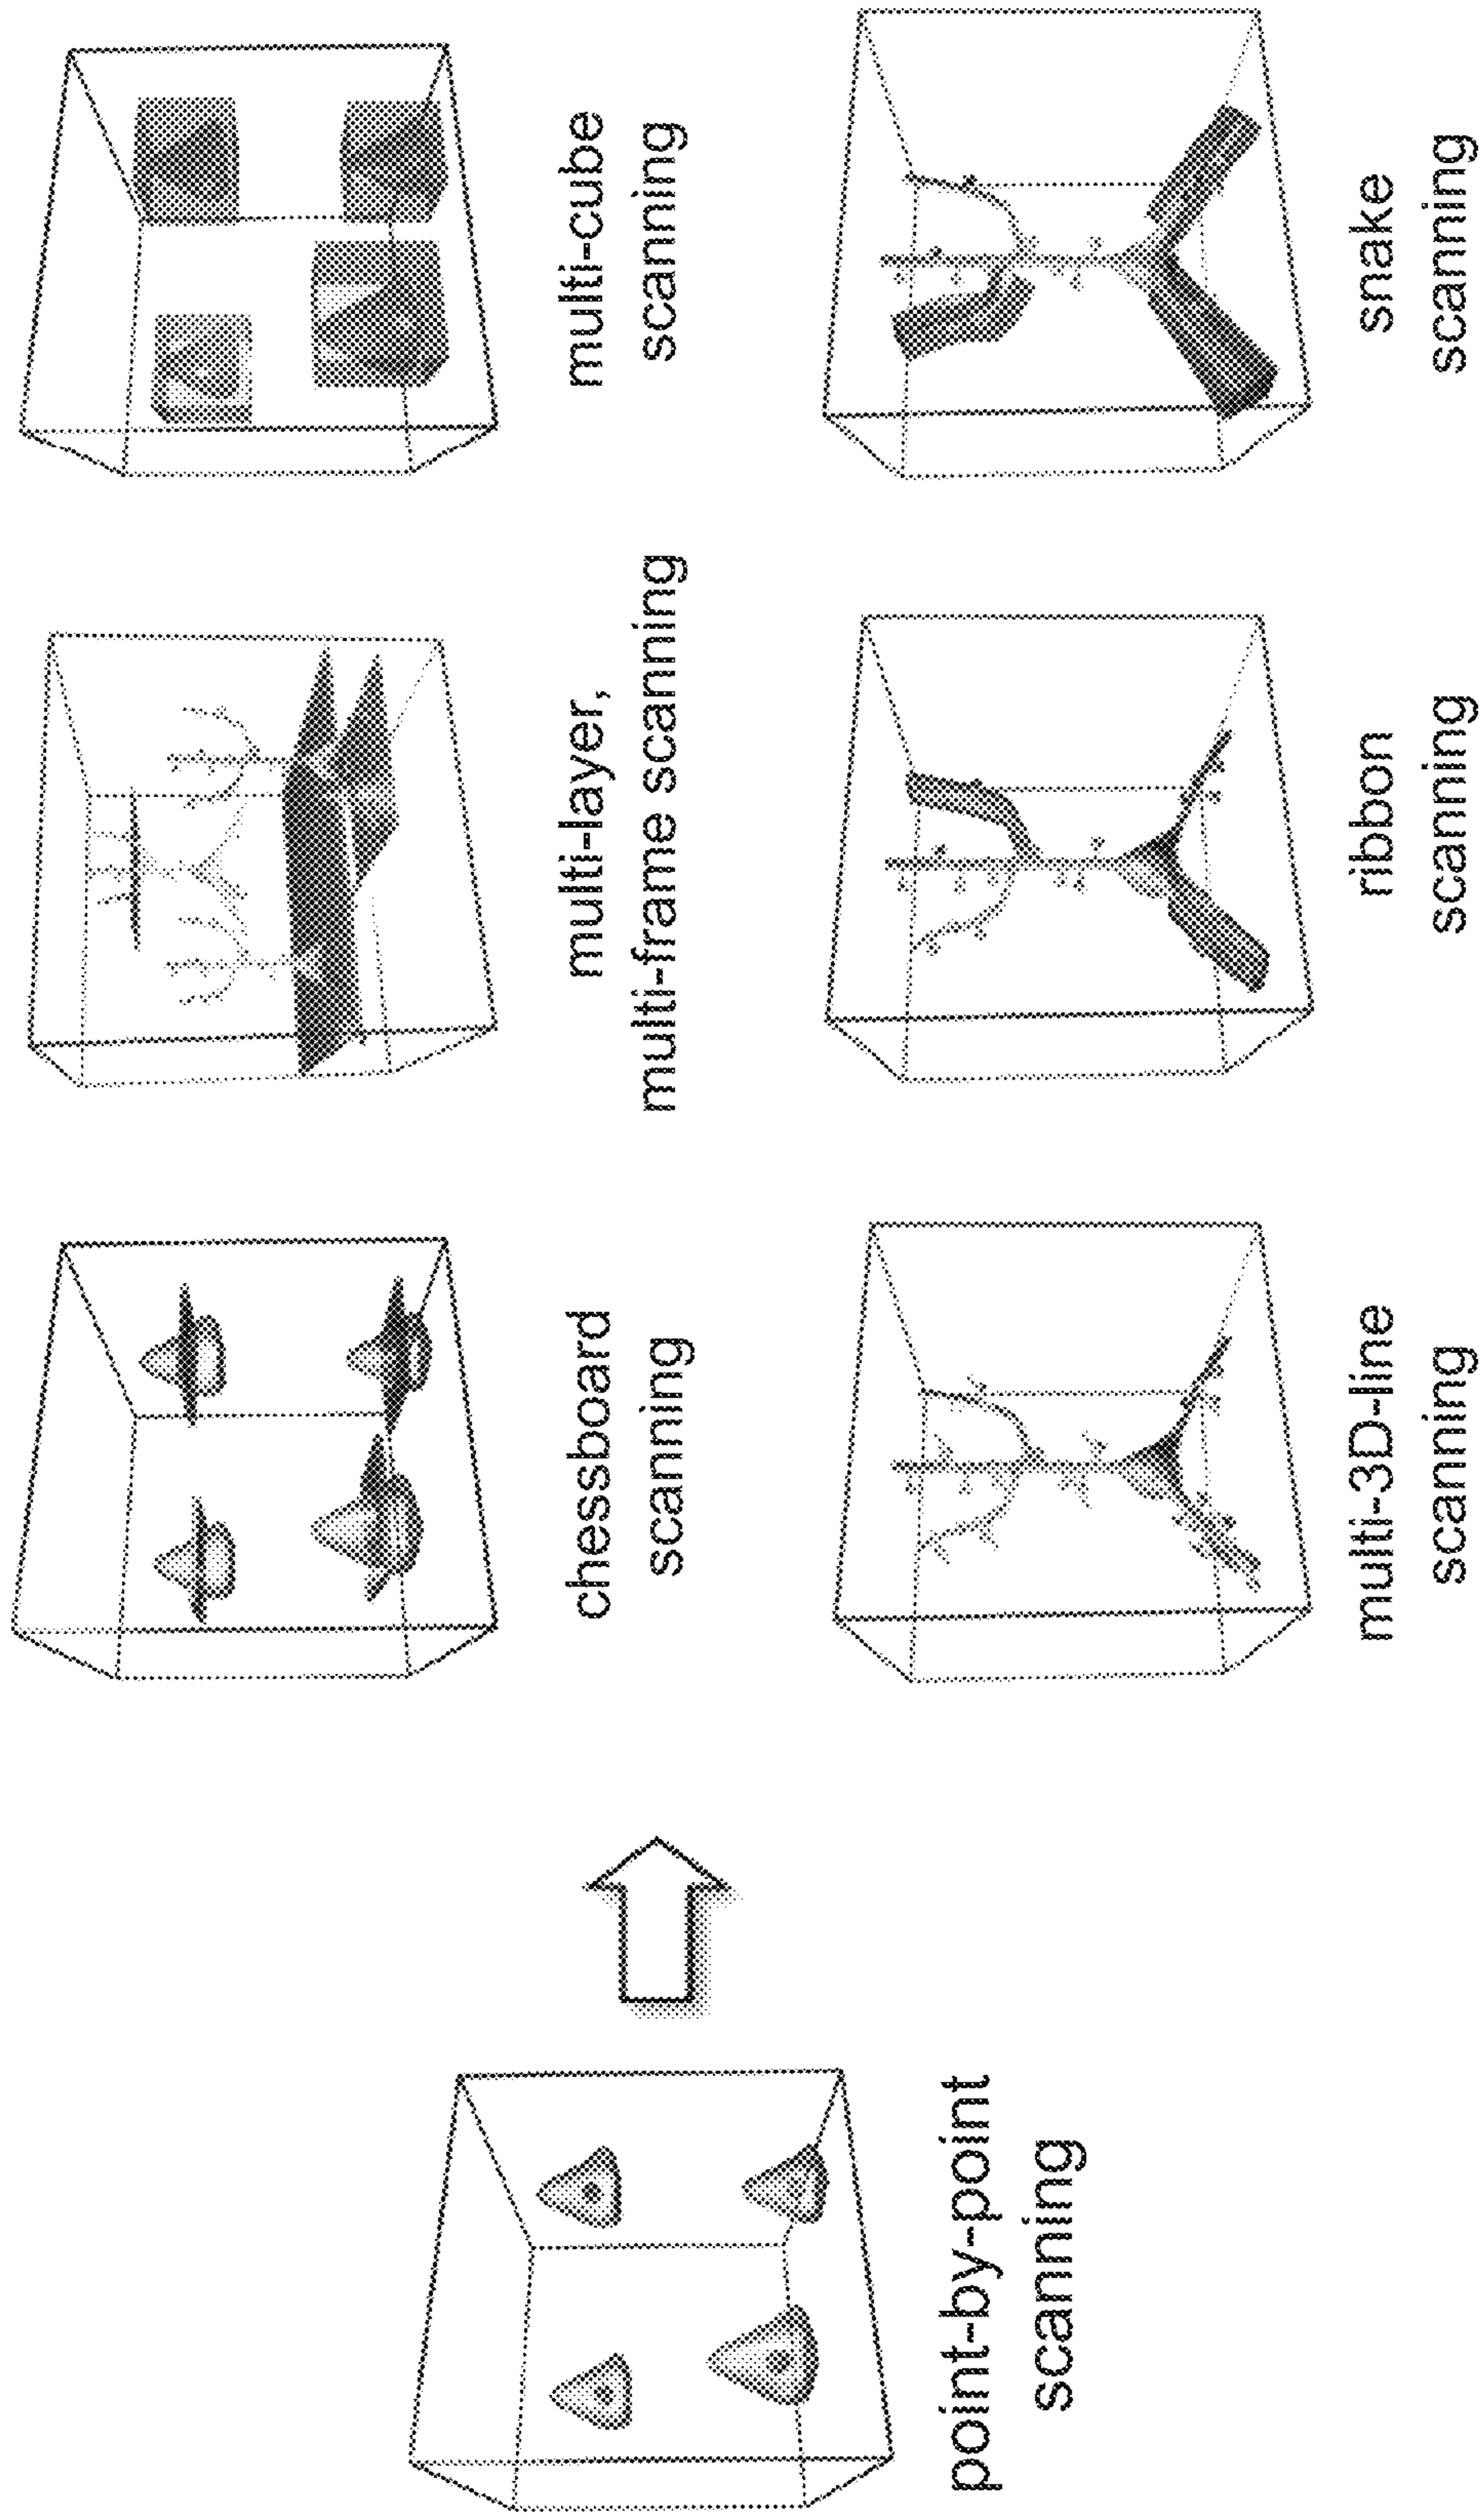 point-by-point
scanning
chessboard
scanning
multi-layer,
multi-frame scanning
multi-cube
scanning
multi-3D-line
scanning
ribbon
scanning
snake
scanning